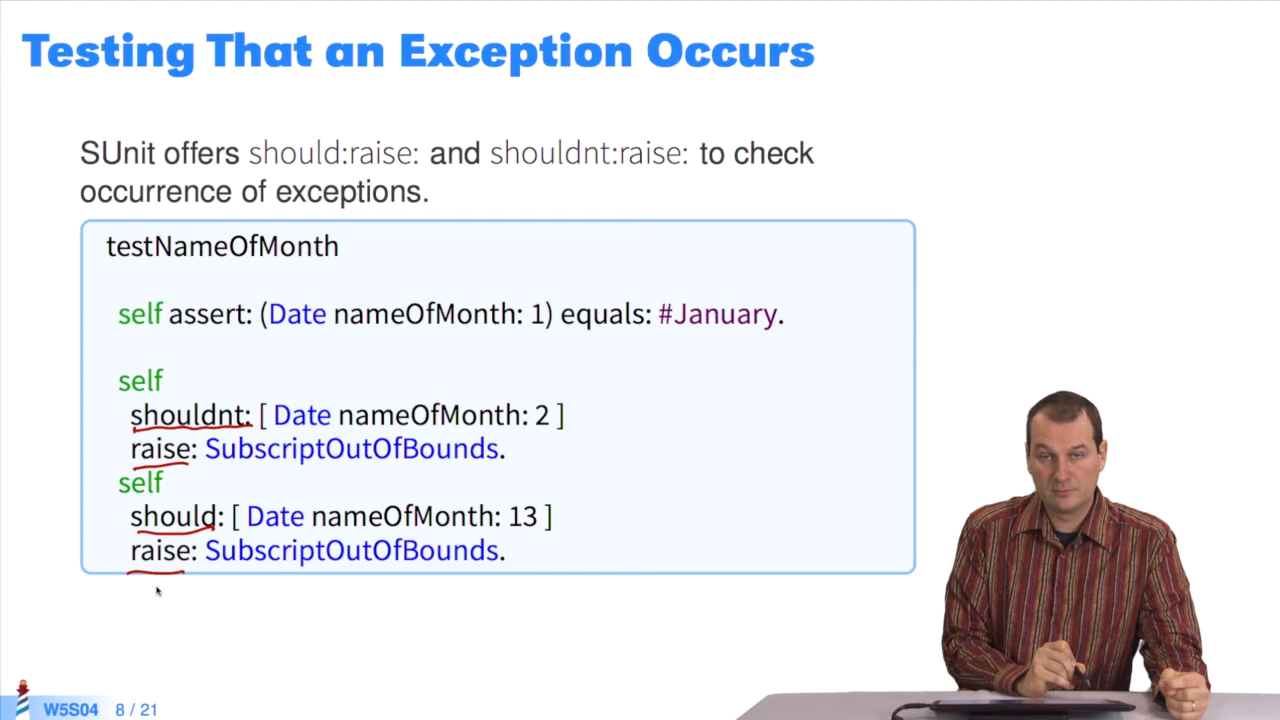 Testing That an Exception Occurs
SUnit offers should:raise: and shouldnt:raise: to check
occurrence of exceptions.
testNameOfMonth
self assert: (Date nameOfMonth: 1) equals: #January.
self
shouldnt: [ Date nameOfMonth: 2 ]
raise: SubscriptOutOfBounds.
self
should: [ Date nameOfMonth: 13 ]
raise: SubscriptOutOfBounds.
W5S04 8 / 21